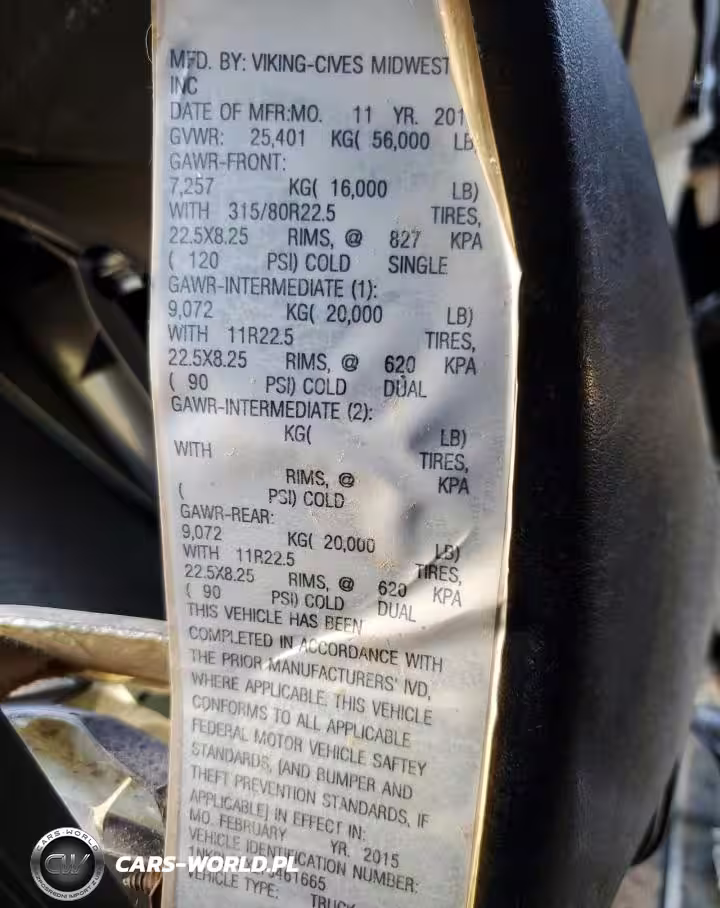 MFD. BY: VIKING-CIVES MIDWEST
INC
DATE OF MFR:MO. 11 YR. 201
GVWR: 25,401 KG( 56,000 LB
GAWR-FRONT:
7,257 KG( 16,000 LB)
WITH 315/80R22.5 TIRES,
22.5X8.25 RIMS, @ 827 KPA
( 120 PSI) COLD SINGLE
GAWR-INTERMEDIATE (1):
9,072 KG( 20,000 LB)
WITH 11R22.5 TIRES,
22.5X8.25 RIMS, @ 620 KPA
( 90 PSI) COLD DUAL
GAWR-INTERMEDIATE (2):
KG( LB)
WITH TIRES,
RIMS, @ KPA
( PSI) COLD
GAWR-REAR:
9,072 KG( 20,000 LB)
WITH 11R22.5 TIRES,
22.5X8.25 RIMS, @ 620 KPA
( 90 PSI) COLD DUAL
THIS VEHICLE HAS BEEN
COMPLETED IN ACCORDANCE WITH
THE PRIOR MANUFACTURERS' IVD,
WHERE APPLICABLE. THIS VEHICLE
CONFORMS TO ALL APPLICABLE
FEDERAL MOTOR VEHICLE SAFTEY
STANDARDS, [AND BUMPER AND
THEFT PREVENTION STANDARDS, IF
APPLICABLE] IN EFFECT IN:
MO. FEBRUARY YR. 2015
VEHICLE IDENTIFICATION NUMBER:
VEHICLE TYPE: TRUCK
CARS-WORLD
CW
CARS-WORLD.PL